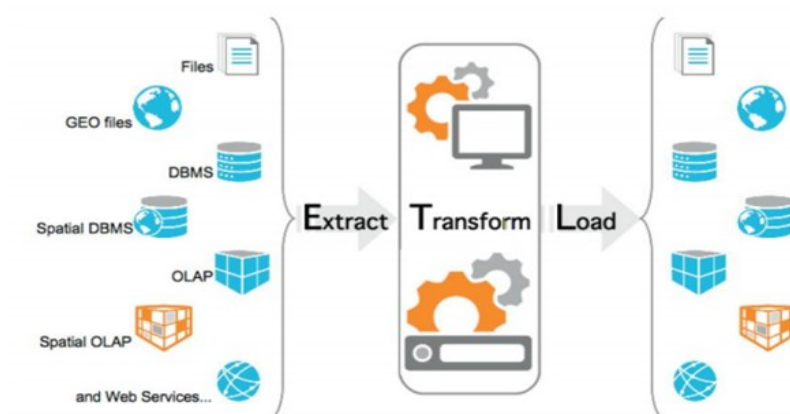 Files
GEO files
DBMS
Spatial DBMS
OLAP
Spatial OLAP
and Web Services...
Extract
Transform
Load